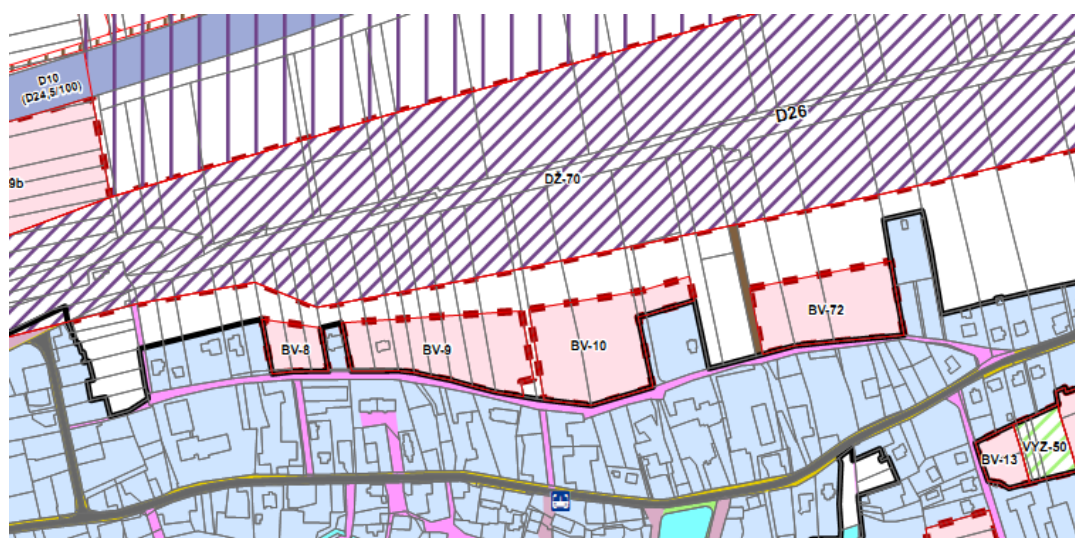 D10
(D24,5/100)
D26
9b
DŽ-70
BV-72
BV-8
BV-9
BV-10
BV-13
VYZ-50